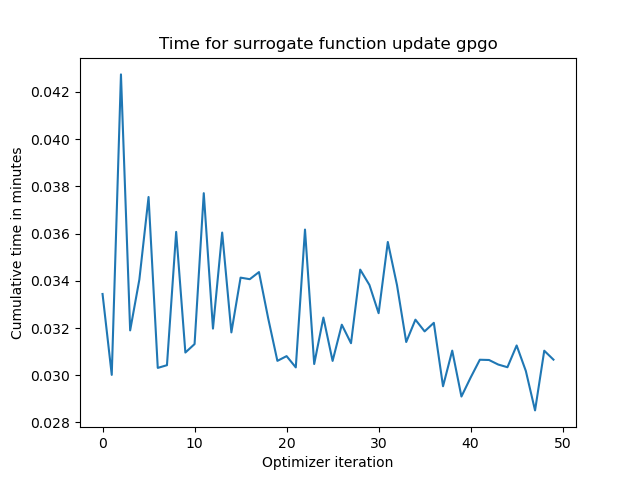 Time for surrogate function update gpgo
Cumulative time in minutes
0.042
0.040
0.038
0.036
0.034
0.032
0.030
0.028
0 10 20 30 40 50
Optimizer iteration